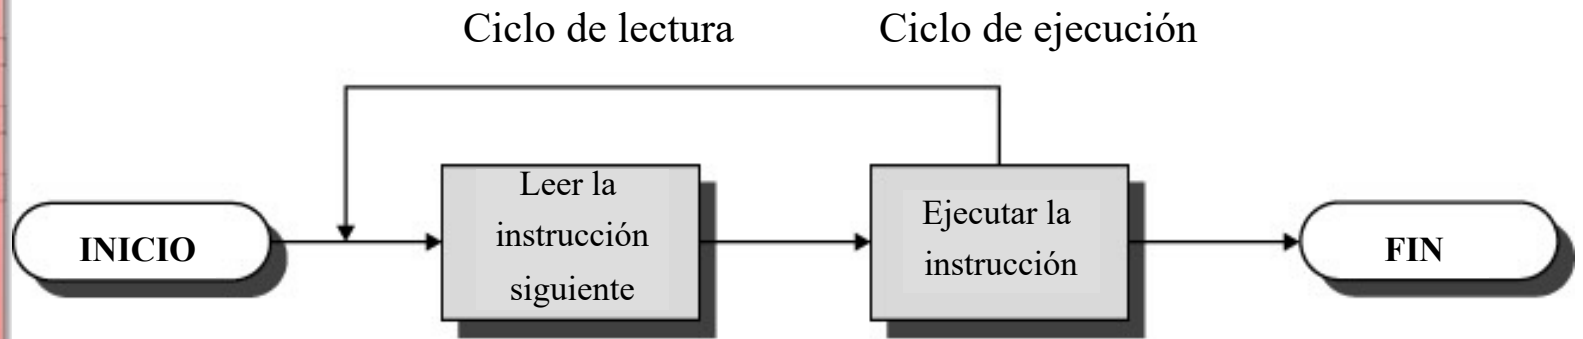 Ciclo de lectura
Ciclo de ejecución
INICIO
Leer la
instrucción
siguiente
Ejecutar la
instrucción
FIN